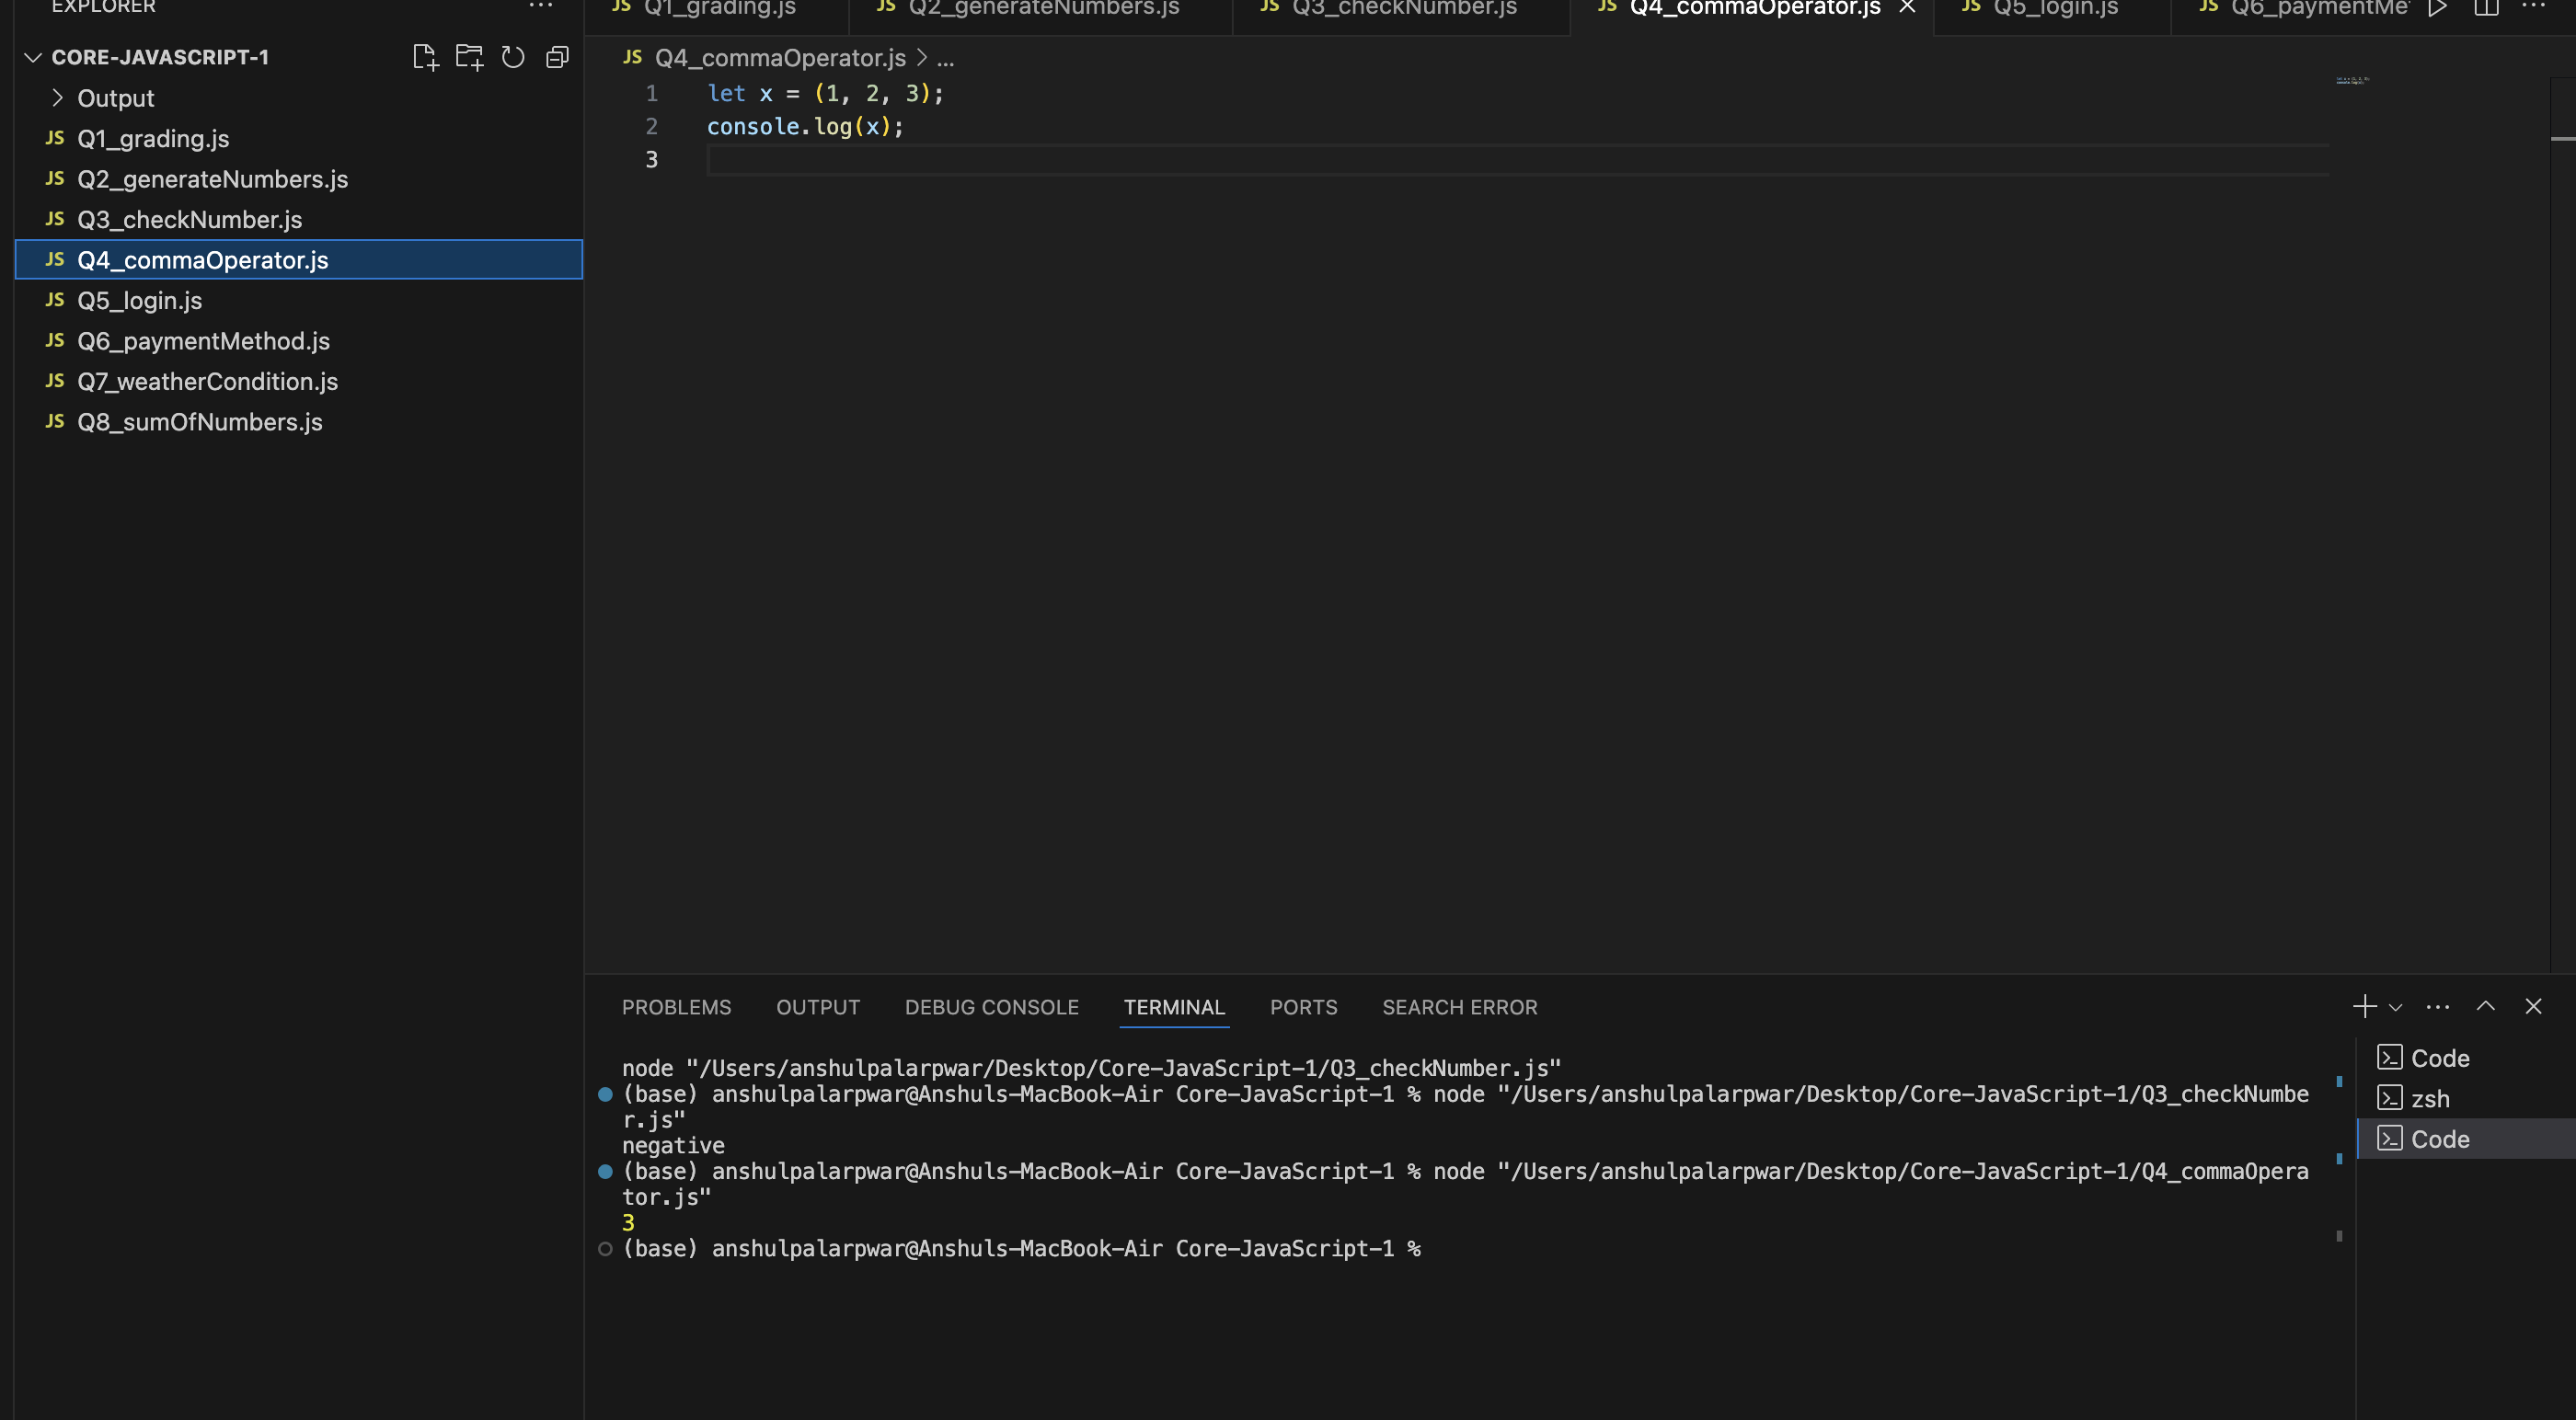 EXPLORER
CORE-JAVASCRIPT-1
Output
JS Q1_grading.js
JS Q2_generateNumbers.js
JS Q3_checkNumber.js
JS Q4_commaOperator.js
JS Q5_login.js
JS Q6_paymentMethod.js
JS Q7_weatherCondition.js
JS Q8_sumOfNumbers.js
JS Q1_grading.js JS Q2_generateNumbers.js JS Q3_checkNumber.js JS Q4_commaOperator.js JS Q5_login.js JS Q6_paymentMe
JS Q4_commaOperator.js > ...
1 let x = (1, 2, 3);
2 console.log(x);
3
PROBLEMS OUTPUT DEBUG CONSOLE TERMINAL PORTS SEARCH ERROR
node "/Users/anshulpalarpwar/Desktop/Core-JavaScript-1/Q3_checkNumber.js"
(base) anshulpalarpwar@Anshuls-MacBook-Air Core-JavaScript-1 % node "/Users/anshulpalarpwar/Desktop/Core-JavaScript-1/Q3_checkNumbe
r.js"
negative
(base) anshulpalarpwar@Anshuls-MacBook-Air Core-JavaScript-1 % node "/Users/anshulpalarpwar/Desktop/Core-JavaScript-1/Q4_commaOpera
tor.js"
3
(base) anshulpalarpwar@Anshuls-MacBook-Air Core-JavaScript-1 %
Code
zsh
Code